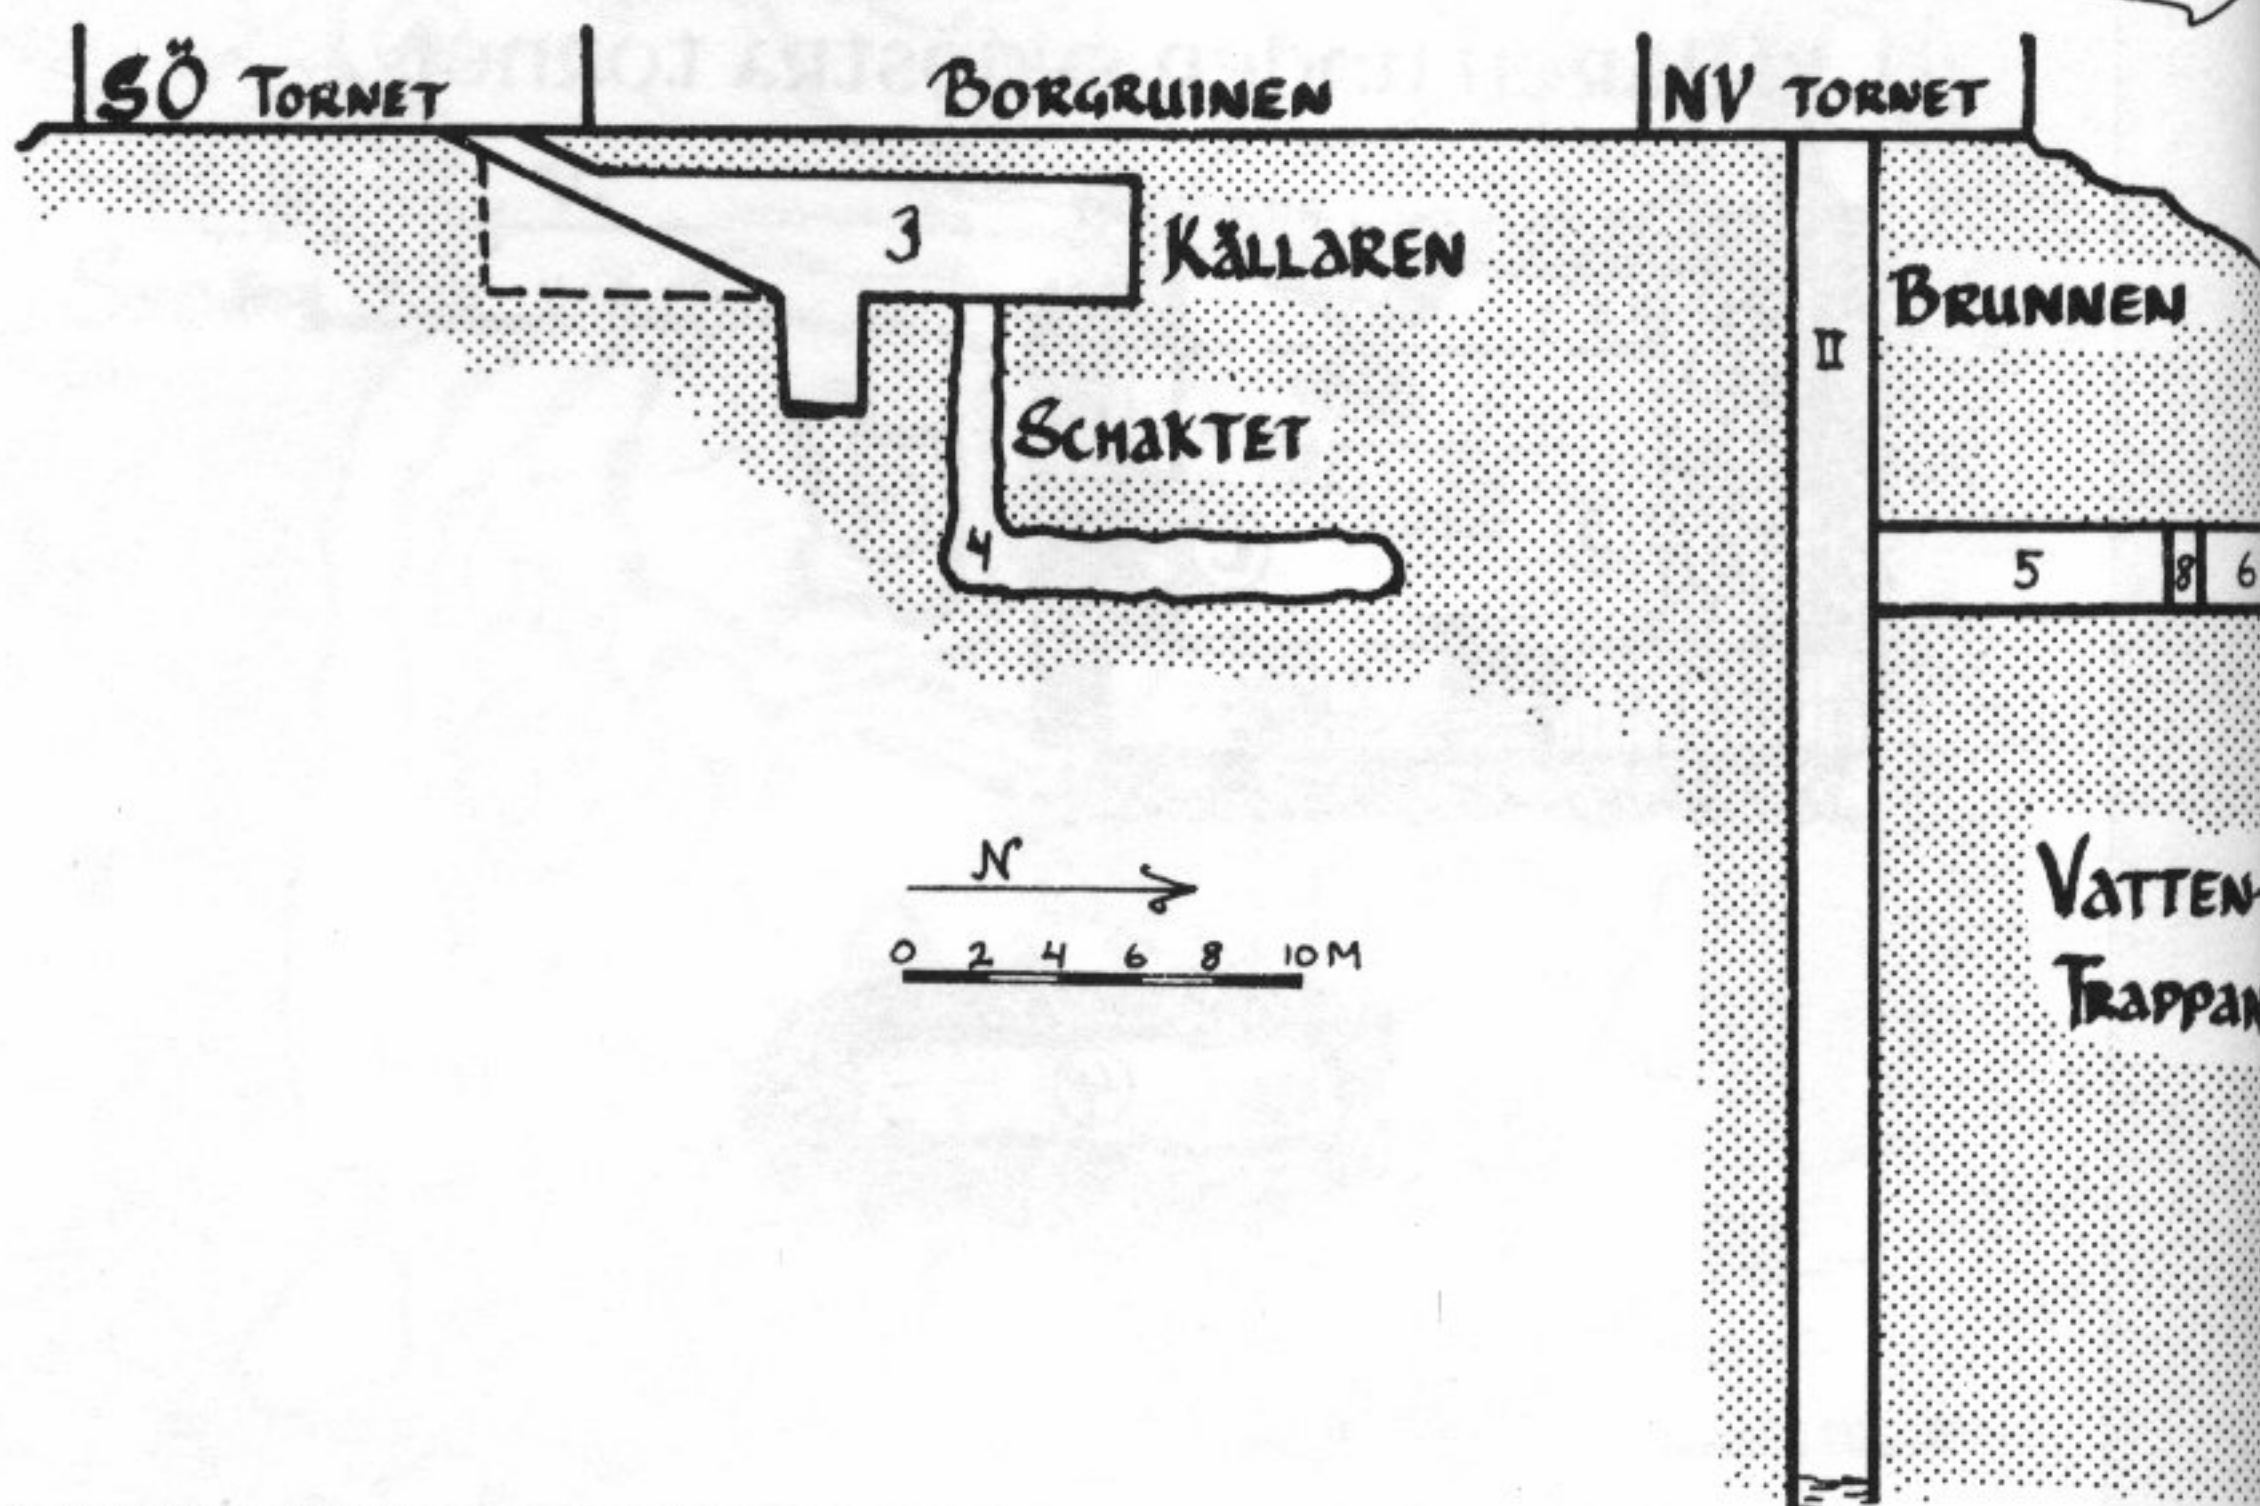 SÖ TORNET
BORGRUINEN
NV TORNET
3
KÄLLAREN
BRUNNEN
II
SCHAKTET
4
5
8
6
N
VATTEN-
TRAPPAN
0 2 4 6 8 10 M